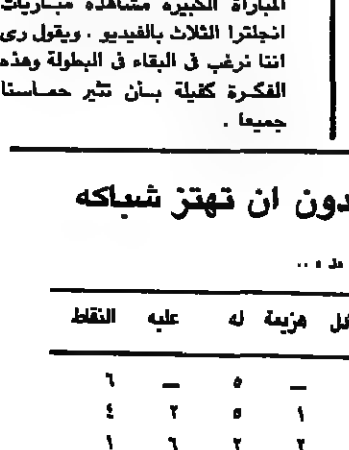 المباراة الكبيرة مشاهدة مباريات
انجلترا الثلاث بالفيديو . ويقول رى
اننا نرغب فى البقاء فى البطولة وهذه
الفكرة كفيلة بأن تثير حماسنا
جميعا .
دون ان تهتز شباكه
هزيمة له عليه النقاط
— ٥ — ٦
١ ٥ ٢ ٤
٢ ٢ ٦ ١